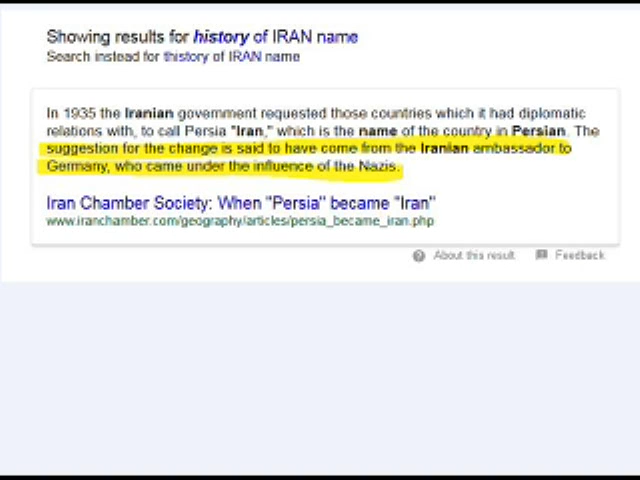 Showing results for history of IRAN name
Search instead for thistory of IRAN name
In 1935 the Iranian government requested those countries which it had diplomatic
relations with, to call Persia "Iran," which is the name of the country in Persian. The
suggestion for the change is said to have come from the Iranian ambassador to
Germany, who came under the influence of the Nazis.
Iran Chamber Society: When "Persia" became "Iran"
www.iranchamber.com/geography/articles/persia_became_iran.php
About this result Feedback